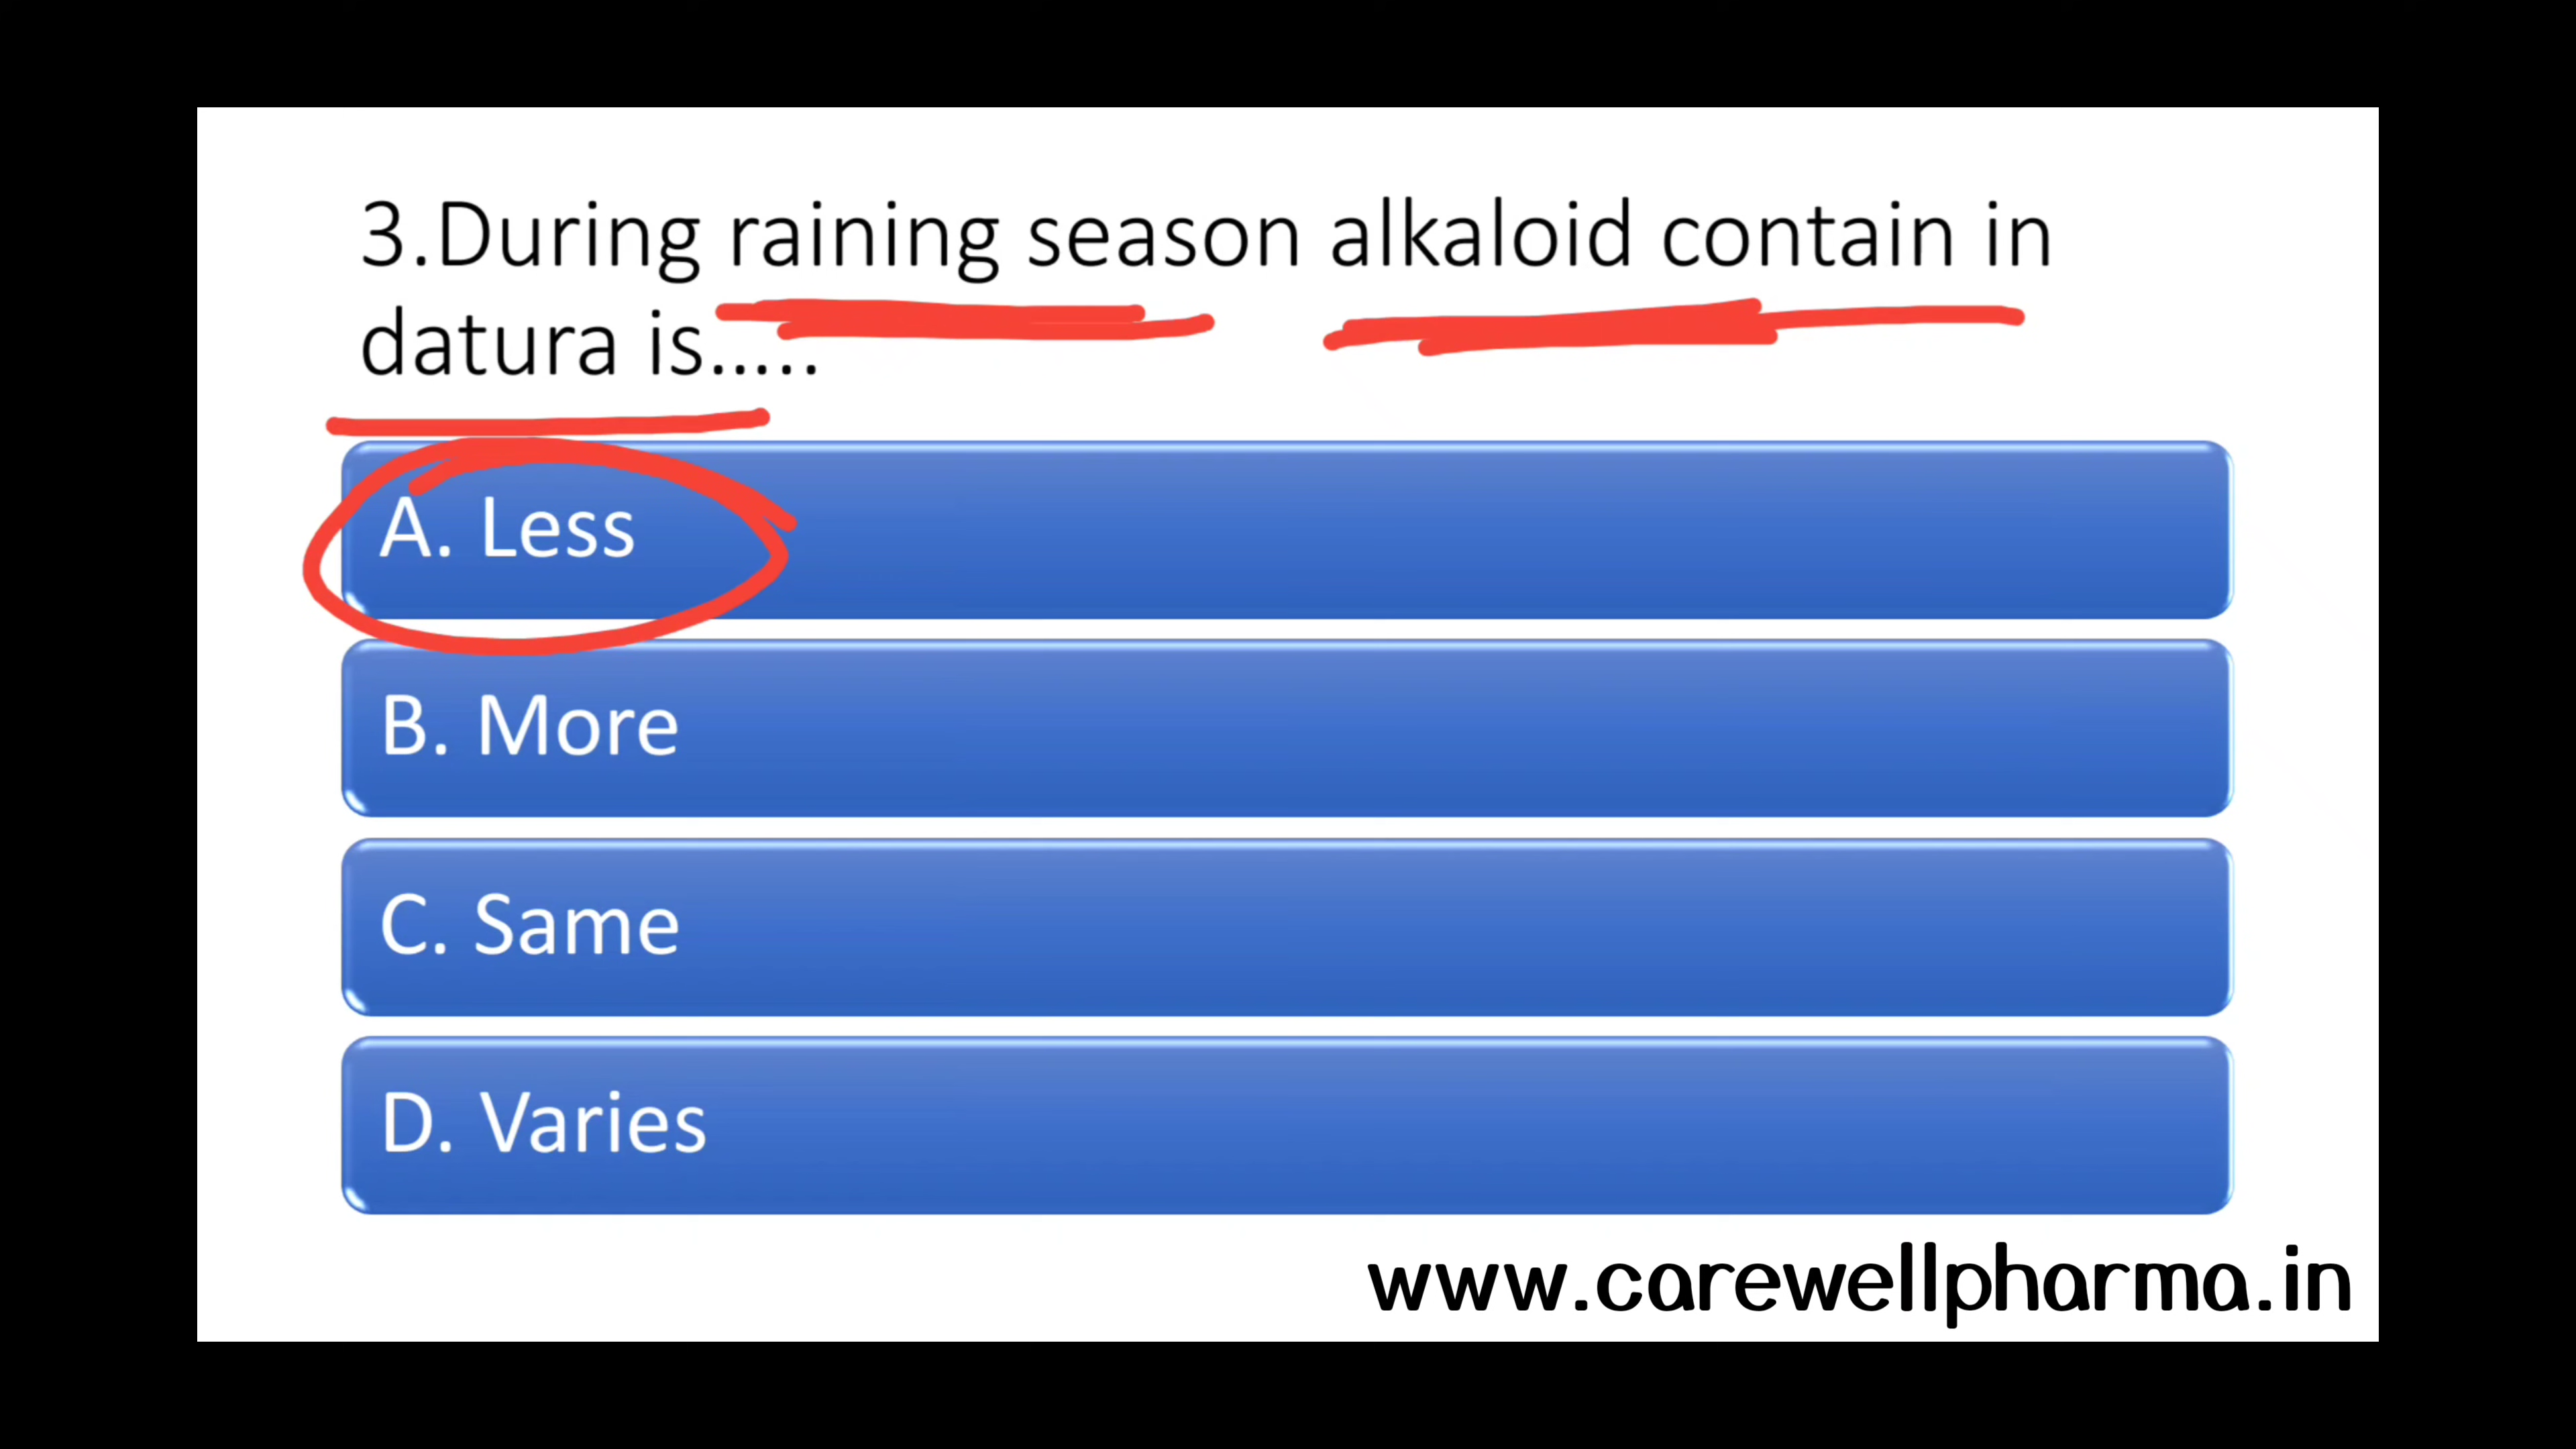 3.During raining season alkaloid contain in
datura is.....
A. Less
B. More
C. Same
D. Varies
www.carewellpharma.in